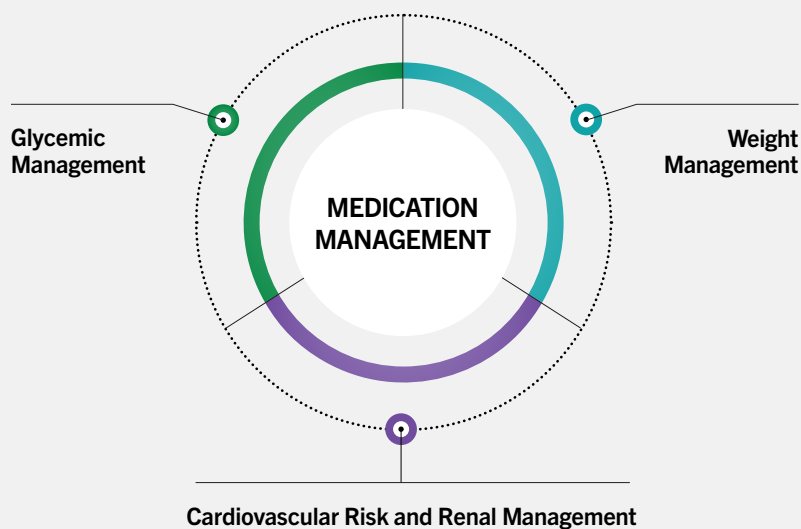 Glycemic
Management
Weight
Management
MEDICATION
MANAGEMENT
Cardiovascular Risk and Renal Management